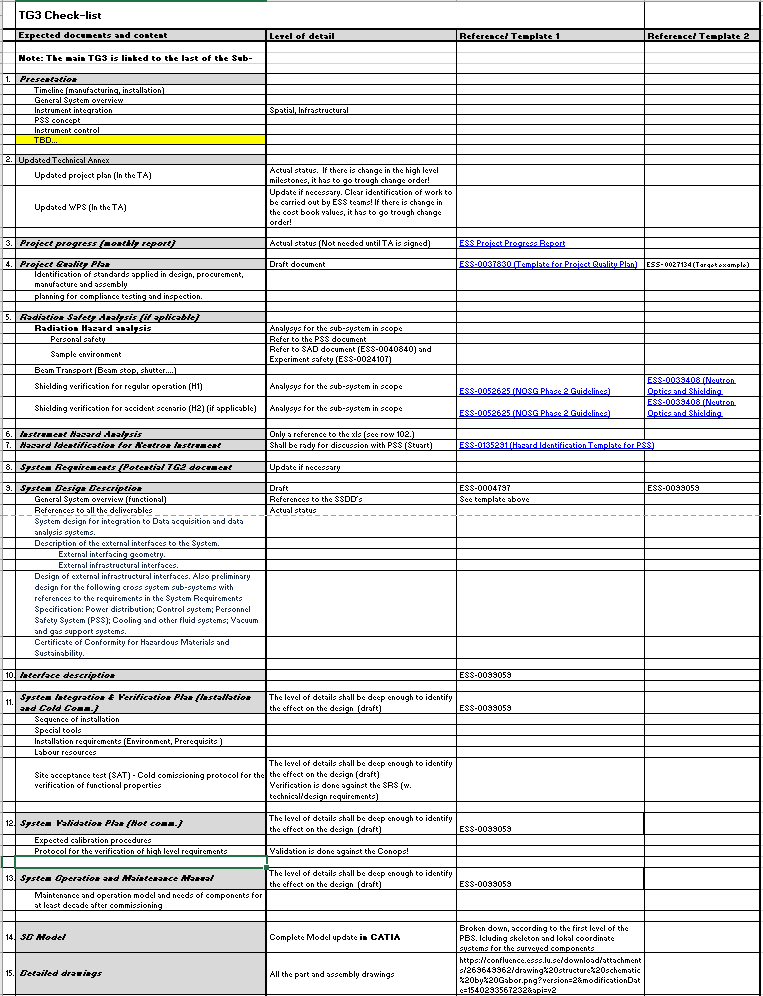 TG3 Check-list
Expected documents and content Level of detail Reference/ Template 1 Reference/ Template 2
Note: The main TG3 is linked to the last of the Sub-
1. Presentation
Timeline (manufacturing, installation)
General System overview
Instrument integration Spatial, Infrastructural
PSS concept
Instrument control
TBD...
2. Updated Technical Annex
Updated project plan (In the TA) Actual status. If there is change in the high level
milestones, it has to go trough change order!
Updated WPS (In the TA) Update if necessary. Clear identification of work to
be carried out by ESS teams! If there is change in
the cost book values, it has to go trough change
order!
3. Project progress (monthly report) Actual status (Not needed until TA is signed) ESS Project Progress Report
4. Project Quality Plan Draft document ESS-0037830 (Template for Project Quality Plan) ESS-0027134 (Target example)
Identification of standards applied in design, procurement,
manufacture and assembly
planning for compliance testing and inspection.
5. Radiation Safety Analysis (if aplicable)
Radiation Hazard analysis Analysys for the sub-system in scope
Personal safety Refer to the PSS document
Sample environment Refer to SAD document (ESS-0040840) and
Experiment safety (ESS-0024107)
Beam Transport (Beam stop, shutter....)
Shielding verification for regular operation (H1) Analysys for the sub-system in scope ESS-0052625 (NOSG Phase 2 Guidelines) ESS-0039408 (Neutron
Optics and Shielding
Shielding verification for accident scenario (H2) (if applicable) Analysys for the sub-system in scope ESS-0052625 (NOSG Phase 2 Guidelines) ESS-0039408 (Neutron
Optics and Shielding
6. Instrument Hazard Analysis Only a reference to the xls (see row 102.)
7. Hazard Identification for Neutron Instrument Shall be rady for discussion with PSS (Stuart) ESS-0135291 (Hazard Identification Template for PSS)
8. System Requirements (Potential TG2 document Update if necessary
9. System Design Description Draft ESS-0004797 ESS-0099059
General System overview (functional) References to the SSDD's See template above
References to all the deliverables Actual status
System design for integration to Data acquisition and data
analysis systems.
Description of the external interfaces to the System.
External interfacing geometry.
External infrastructural interfaces.
Design of external infrastructural interfaces. Also preliminary
design for the following cross system sub-systems with
references to the requirements in the System Requirements
Specification: Power distribution; Control system; Personnel
Safety System (PSS); Cooling and other fluid systems; Vacuum
and gas support systems.
Certificate of Conformity for Hazardous Materials and
Sustainability.
10. Interface description ESS-0099059
11. System Integration & Verification Plan (Installation
and Cold Comm.) The level of details shall be deep enough to identify
the effect on the design (draft) ESS-0099059
Sequence of installation
Special tools
Installation requirements (Environment, Prerequisits )
Labour resources
Site acceptance test (SAT) - Cold comissioning protocol for the
verification of functional properties The level of details shall be deep enough to identify
the effect on the design (draft)
Verification is done against the SRS (w.
technical/design requirements)
12. System Validation Plan (Hot comm.) The level of details shall be deep enough to identify
the effect on the design (draft) ESS-0099059
Expected calibration procedures
Protocol for the verification of high level requirements Validation is done against the Conops!
13. System Operation and Maintenance Manual The level of details shall be deep enough to identify
the effect on the design (draft) ESS-0099059
Maintenance and operation model and needs of components for
at least decade after commissioning
14. 3D Model Complete Model update in CATIA Broken down, according to the first level of the
PBS. Icluding skeleton and lokal coordinate
systems for the surveyed components
15. Detailed drawings All the part and assembly drawings https://confluence.esss.lu.se/download/attachment
s/269649962/drawing%20structure%20schematic
%20by%20Gabor.png?version=2&modificationDat
e=1540293567232&api=v2